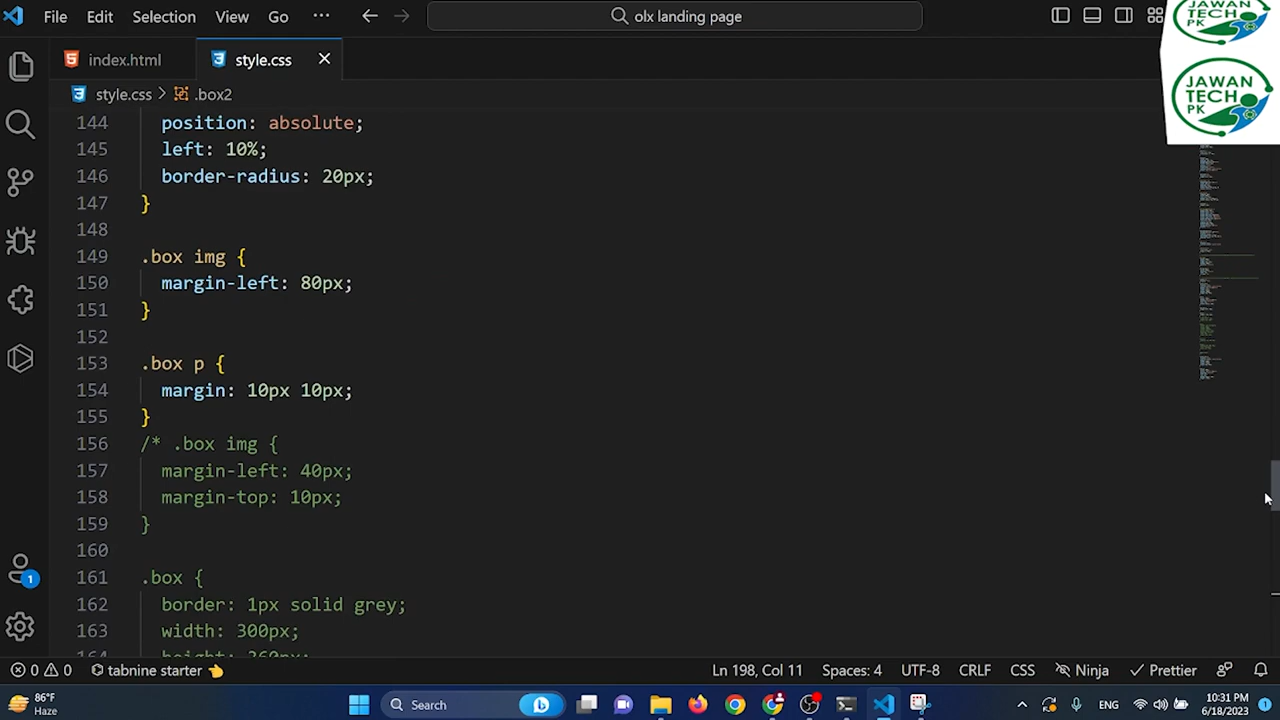 File Edit Selection View Go ··· olx landing page
JAWAN
TECH
PK
JAWAN
TECH
PK
index.html style.css
style.css > .box2
144 position: absolute;
145 left: 10%;
146 border-radius: 20px;
147 }
148
149 .box img {
150 margin-left: 80px;
151 }
152
153 .box p {
154 margin: 10px 10px;
155 }
156 /* .box img {
157 margin-left: 40px;
158 margin-top: 10px;
159 }
160
161 .box {
162 border: 1px solid grey;
163 width: 300px;
1
0 0 tabnine starter Ln 198, Col 11 Spaces: 4 UTF-8 CRLF CSS Ninja Prettier
86°F
Haze
Search
ENG
10:31 PM
6/18/2023
1